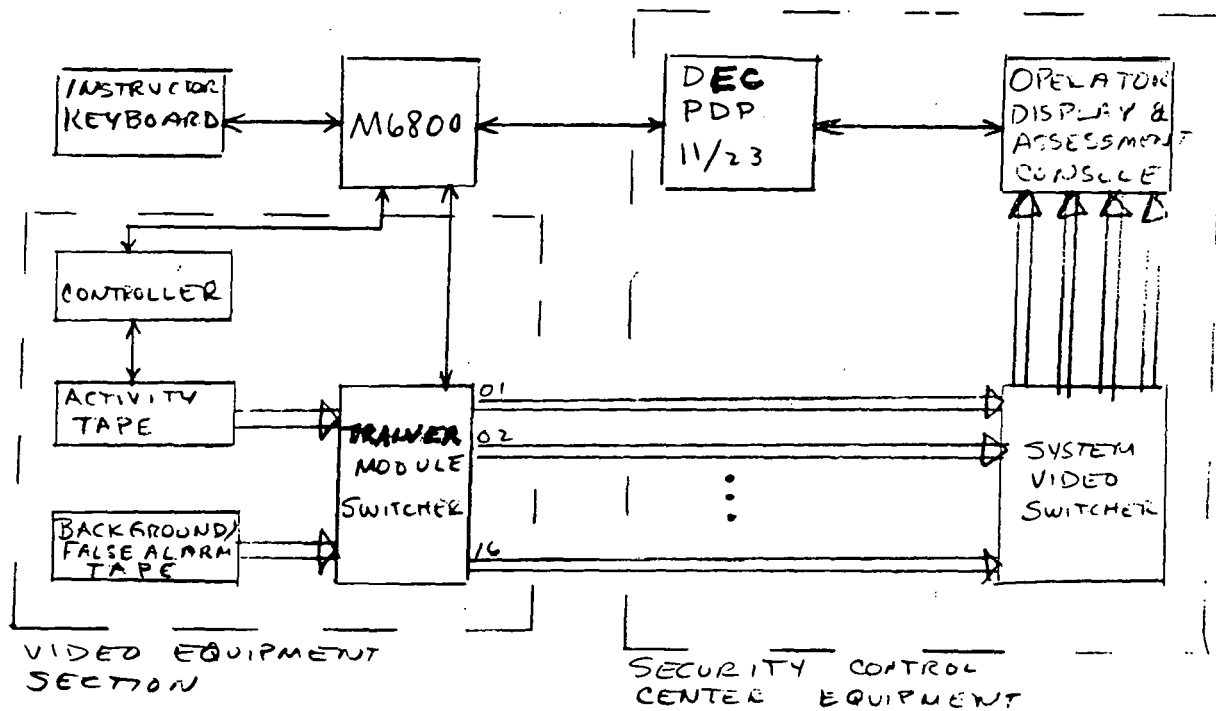 INSTRUCTOR
KEYBOARD
M6800
DEC
PDP
11/23
OPERATOR
DISPLAY &
ASSESSMENT
CONSOLE
CONTROLLER
ACTIVITY
TAPE
BACKGROUND/
FALSE ALARM
TAPE
TRAINER
MODULE
SWITCHER
01
02
16
SYSTEM
VIDEO
SWITCHER
VIDEO EQUIPMENT
SECTION
SECURITY CONTROL
CENTER EQUIPMENT